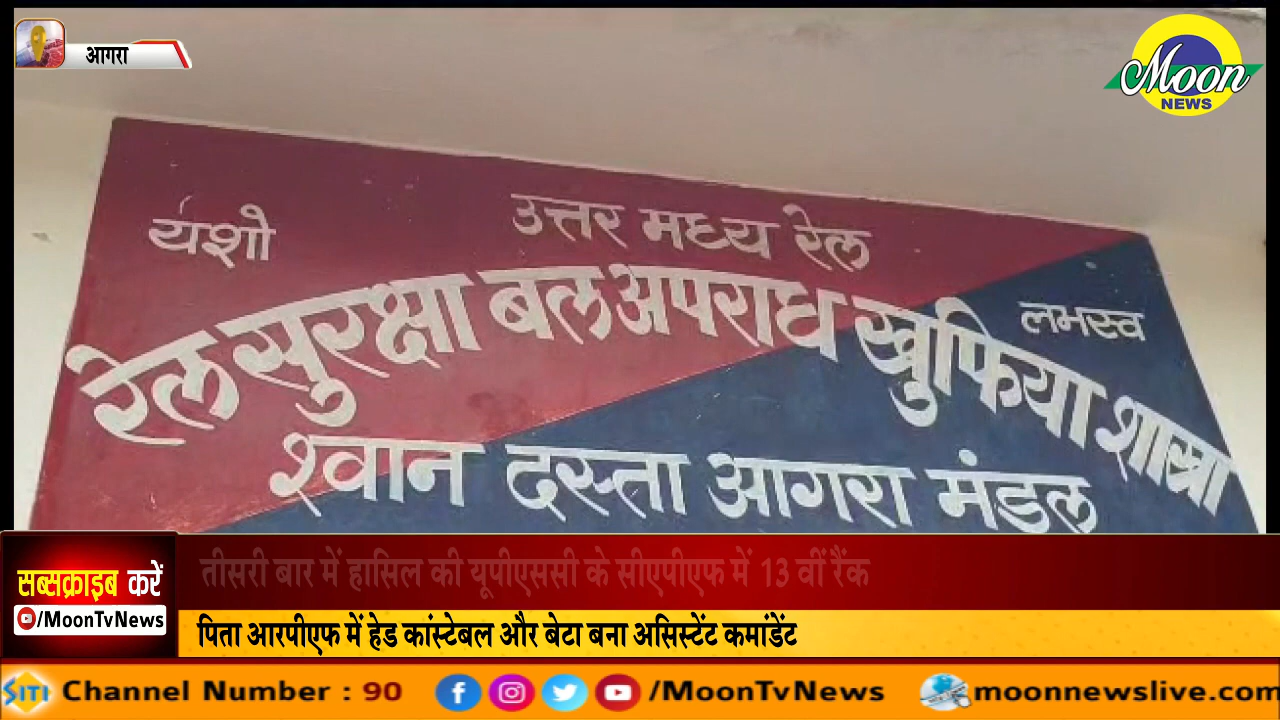 आगरा
Moon
NEWS
उत्तर मध्य रेल
यशो
लभस्व
रेल सुरक्षा बल अपराध खुफिया शाखा
श्वान दस्ता आगरा मंडल
तीसरी बार में हासिल की यूपीएससी के सीएपीएफ में 13 वीं रैंक
सब्सक्राइब करें
/MoonTvNews
पिता आरपीएफ में हेड कांस्टेबल और बेटा बना असिस्टेंट कमांडेंट
SITI Channel Number : 90 /MoonTvNews moonnewslive.com